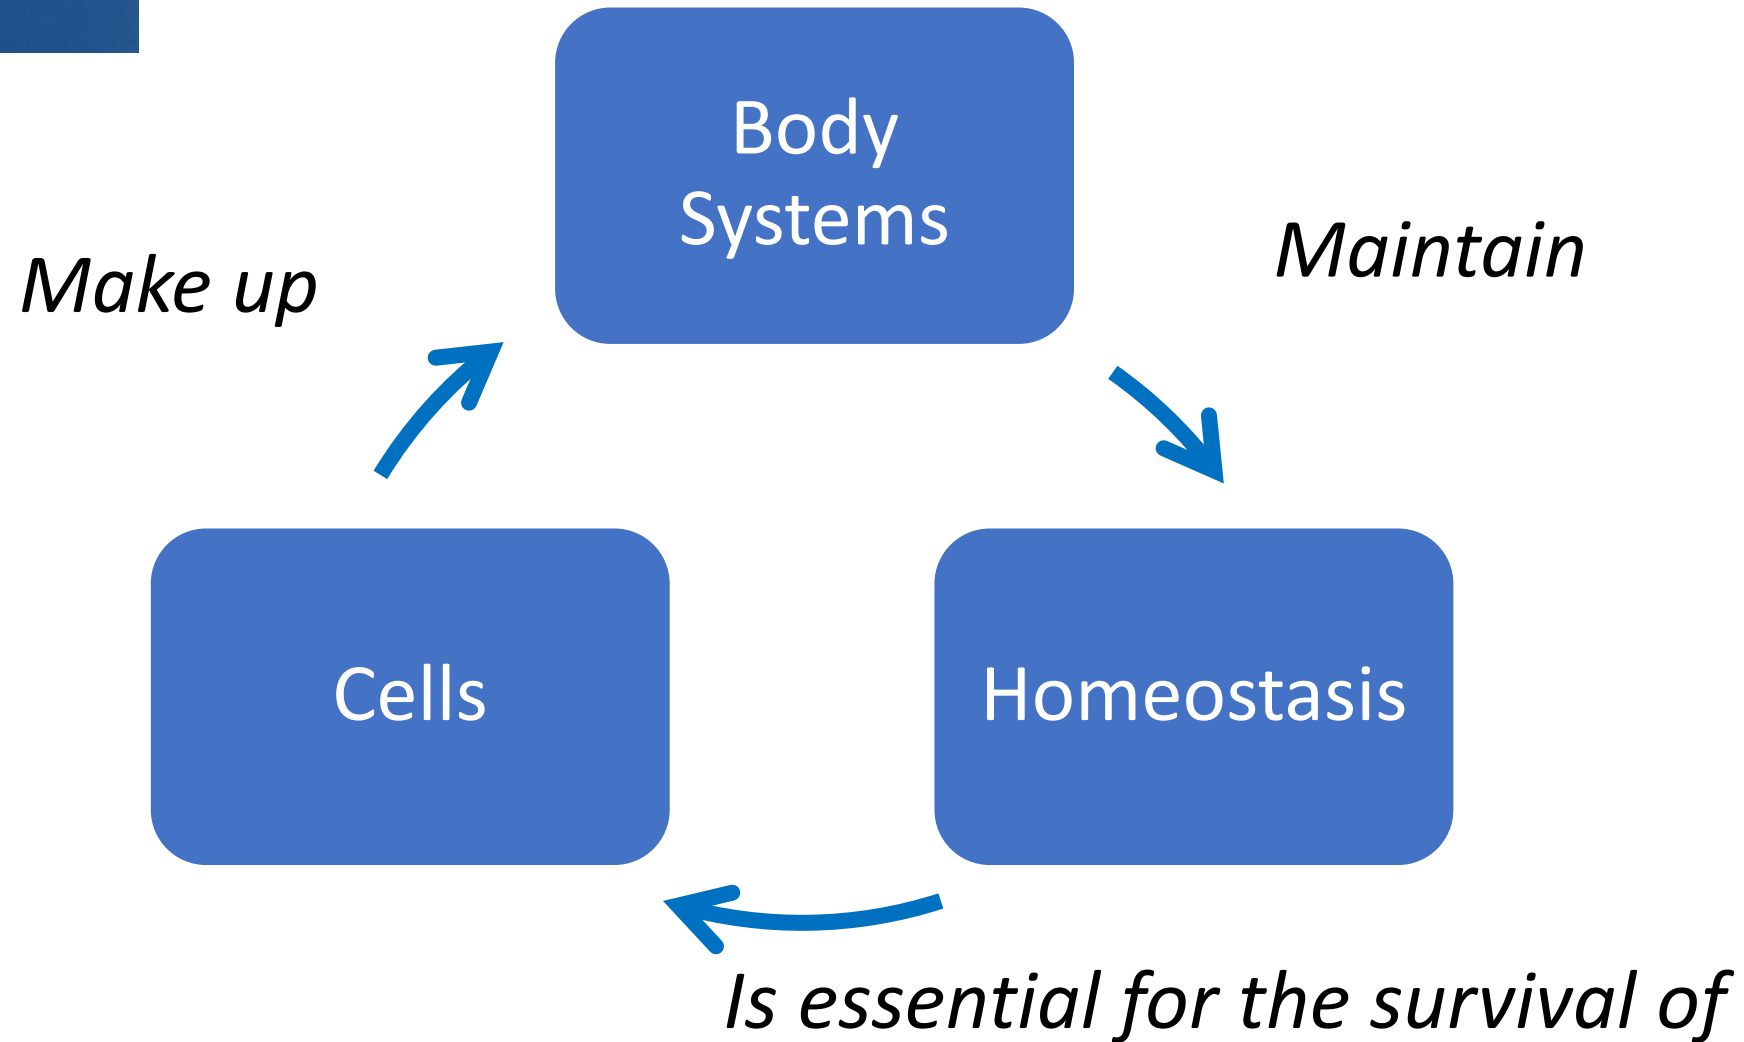 Body
Systems
Maintain
Make up
Cells
Homeostasis
Is essential for the survival of